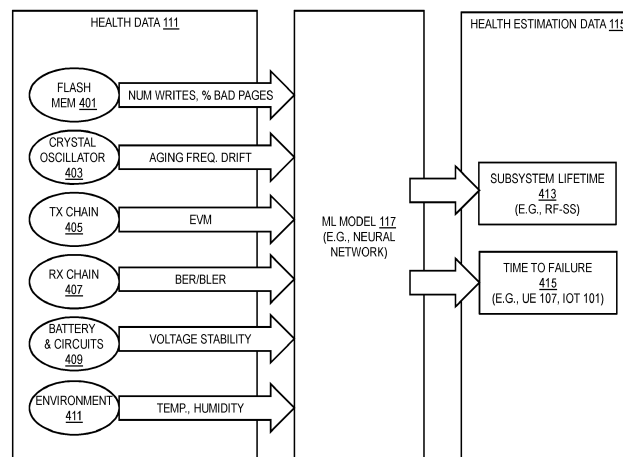 HEALTH DATA 111
HEALTH ESTIMATION DATA 115
FLASH
MEM 401
NUM WRITES, % BAD PAGES
CRYSTAL
OSCILLATOR
403
AGING FREQ. DRIFT
TX CHAIN
405
EVM
RX CHAIN
407
BER/BLER
BATTERY
& CIRCUITS
409
VOLTAGE STABILITY
ENVIRONMENT
411
TEMP., HUMIDITY
ML MODEL 117
(E.G., NEURAL
NETWORK)
SUBSYSTEM LIFETIME
413
(E.G., RF-SS)
TIME TO FAILURE
415
(E.G., UE 107, IOT 101)